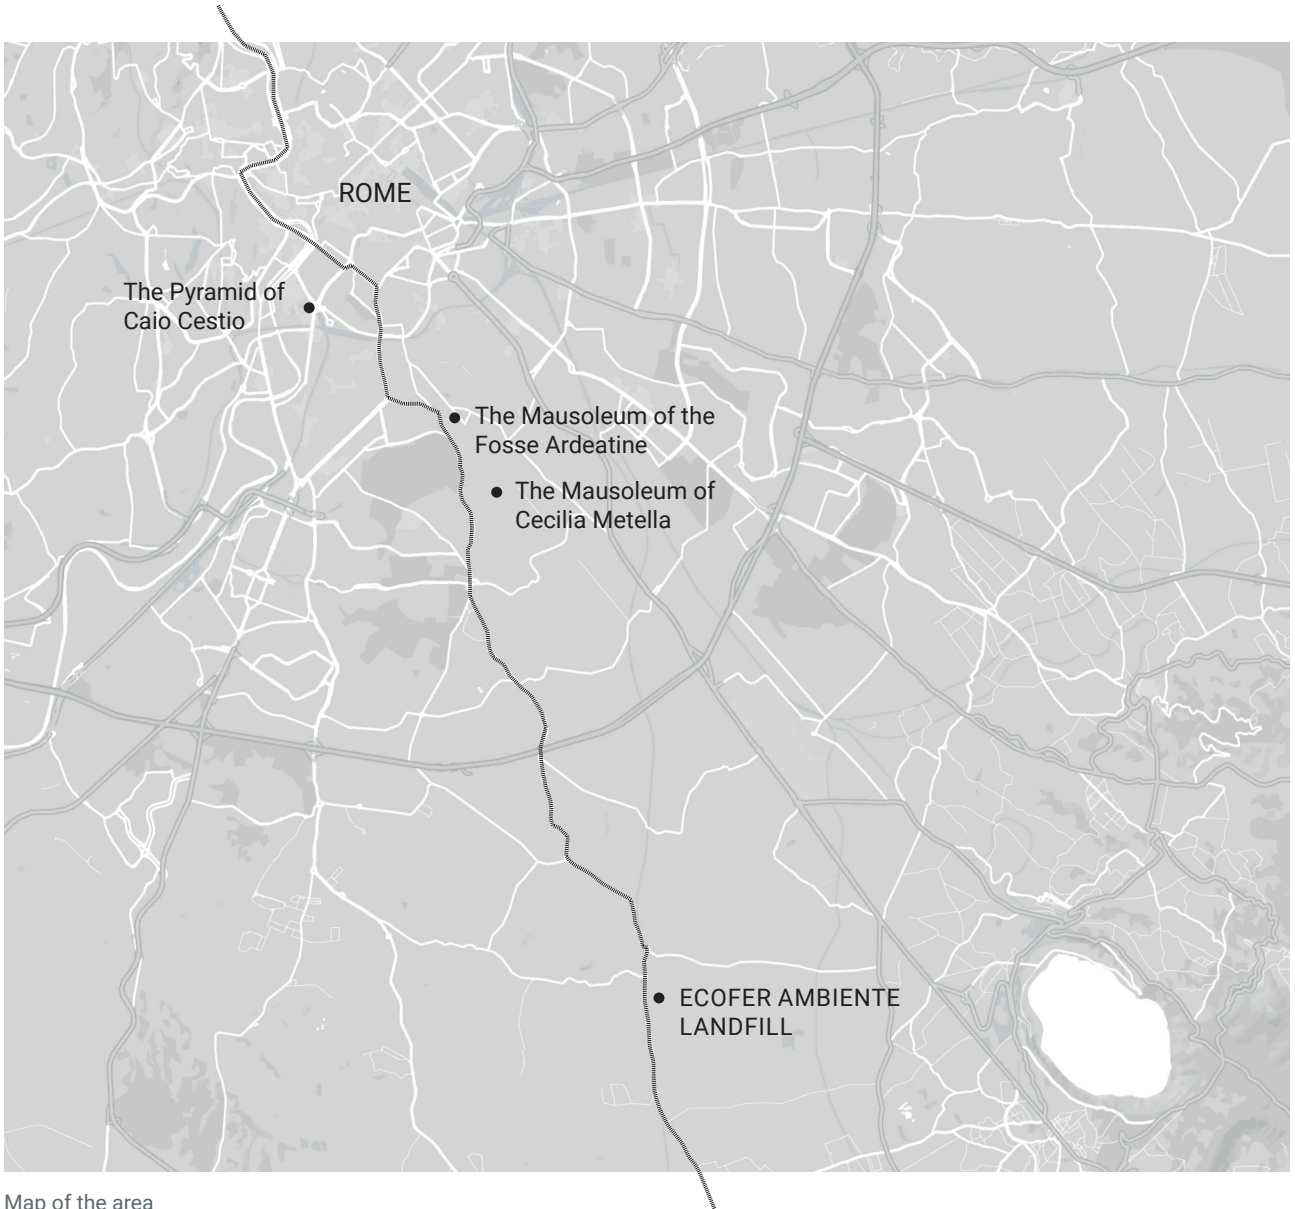 ROME
The Pyramid of
Caio Cestio
The Mausoleum of the
Fosse Ardeatine
The Mausoleum of
Cecilia Metella
ECOFER AMBIENTE
LANDFILL
Map of the area